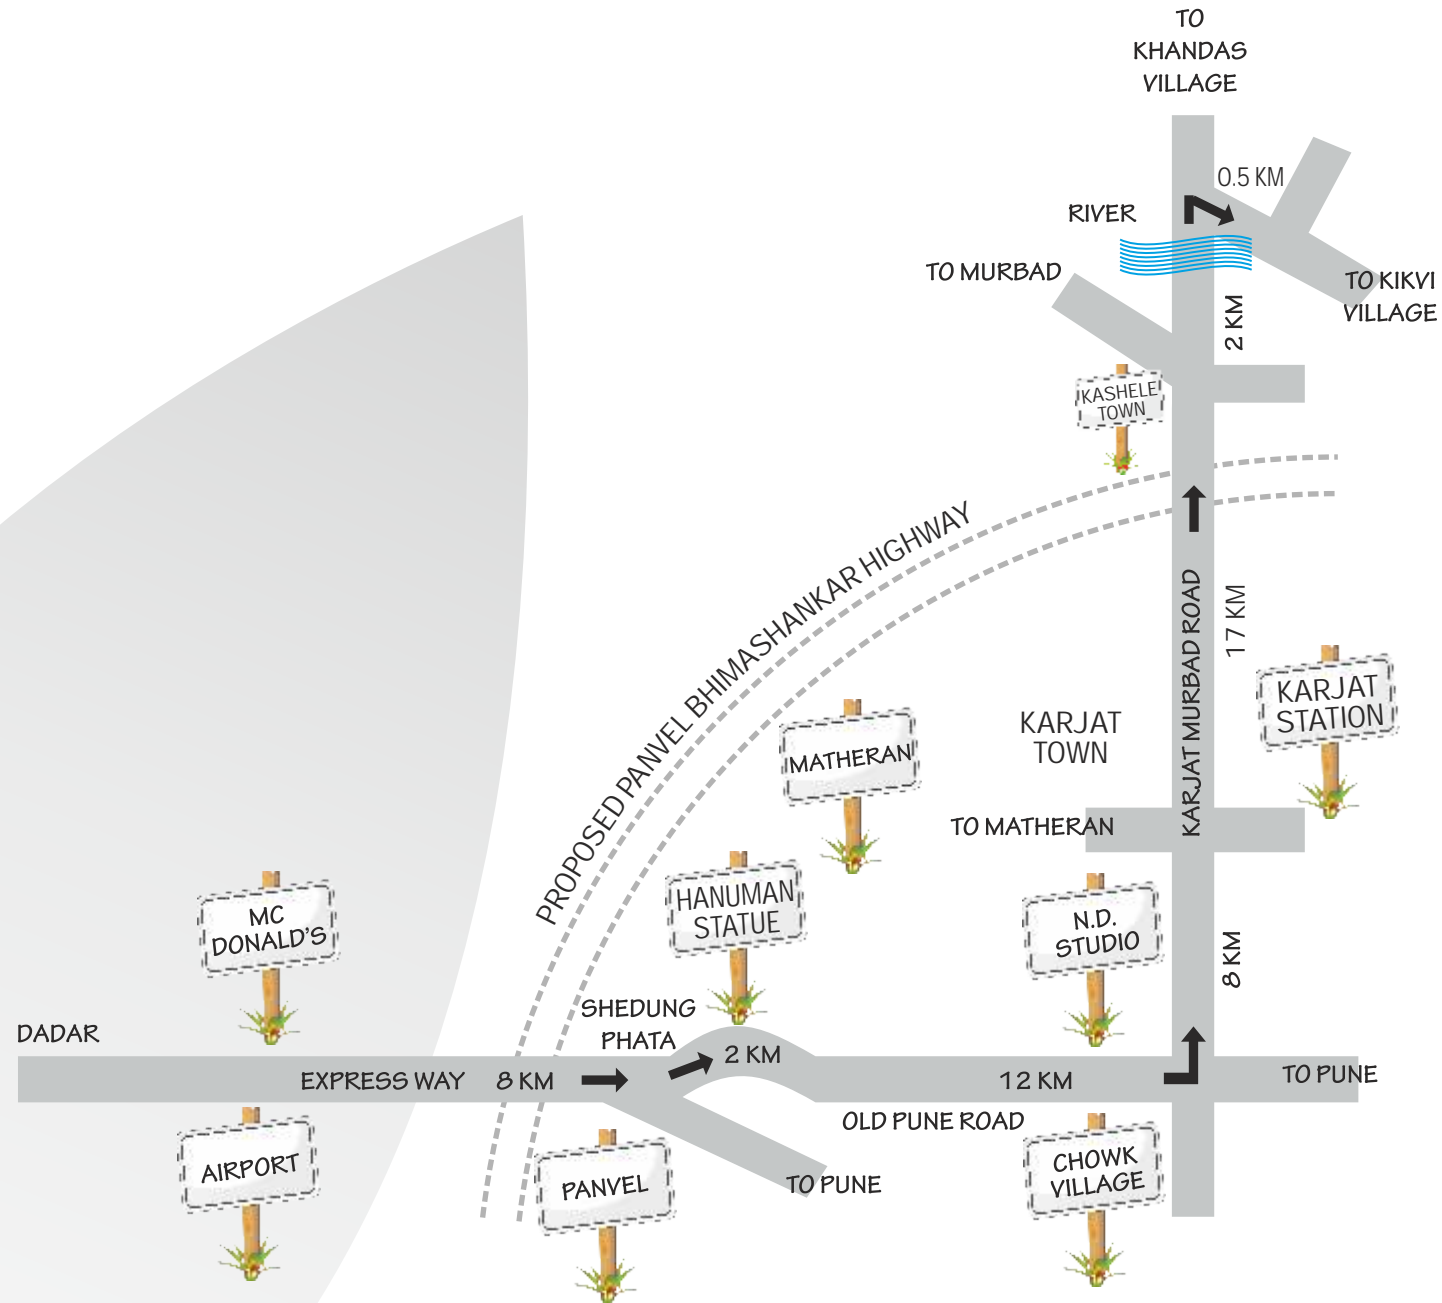 TO
KHANDAS
VILLAGE
0.5 KM
RIVER
TO MURBAD
TO KIKVI
VILLAGE
2 KM
KASHELE
TOWN
PROPOSED PANVEL BHIMASHANKAR HIGHWAY
KARJAT MURBAD ROAD
17 KM
KARJAT
STATION
KARJAT
TOWN
MATHERAN
TO MATHERAN
HANUMAN
STATUE
MC
DONALD'S
N.D.
STUDIO
8 KM
SHEDUNG
PHATA
DADAR
EXPRESS WAY
8 KM
2 KM
12 KM
TO PUNE
OLD PUNE ROAD
AIRPORT
PANVEL
TO PUNE
CHOWK
VILLAGE